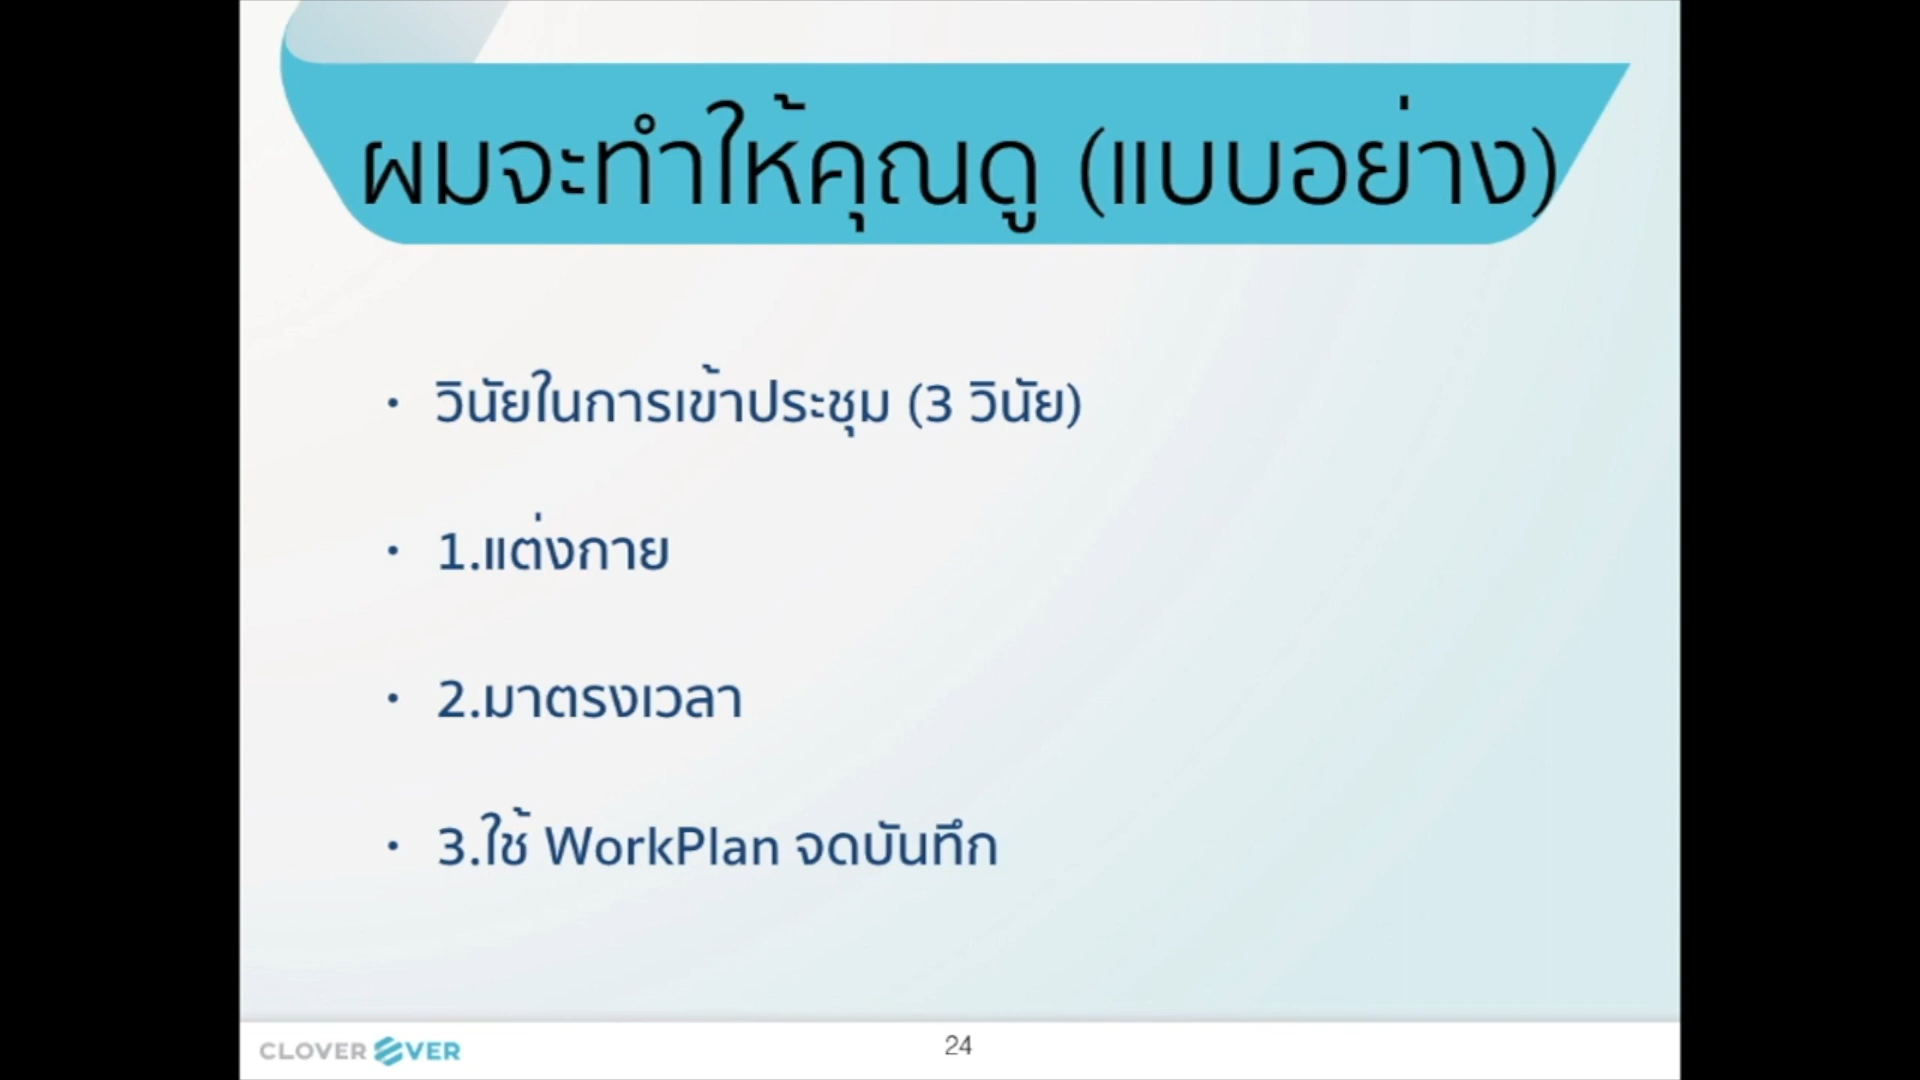 ผมจะทำให้คุณดู (แบบอย่าง)
• วินัยในการเข้าประชุม (3 วินัย)
• 1.แต่งกาย
• 2.มาตรงเวลา
• 3.ใช้ WorkPlan จดบันทึก
CLOVER EVER
24